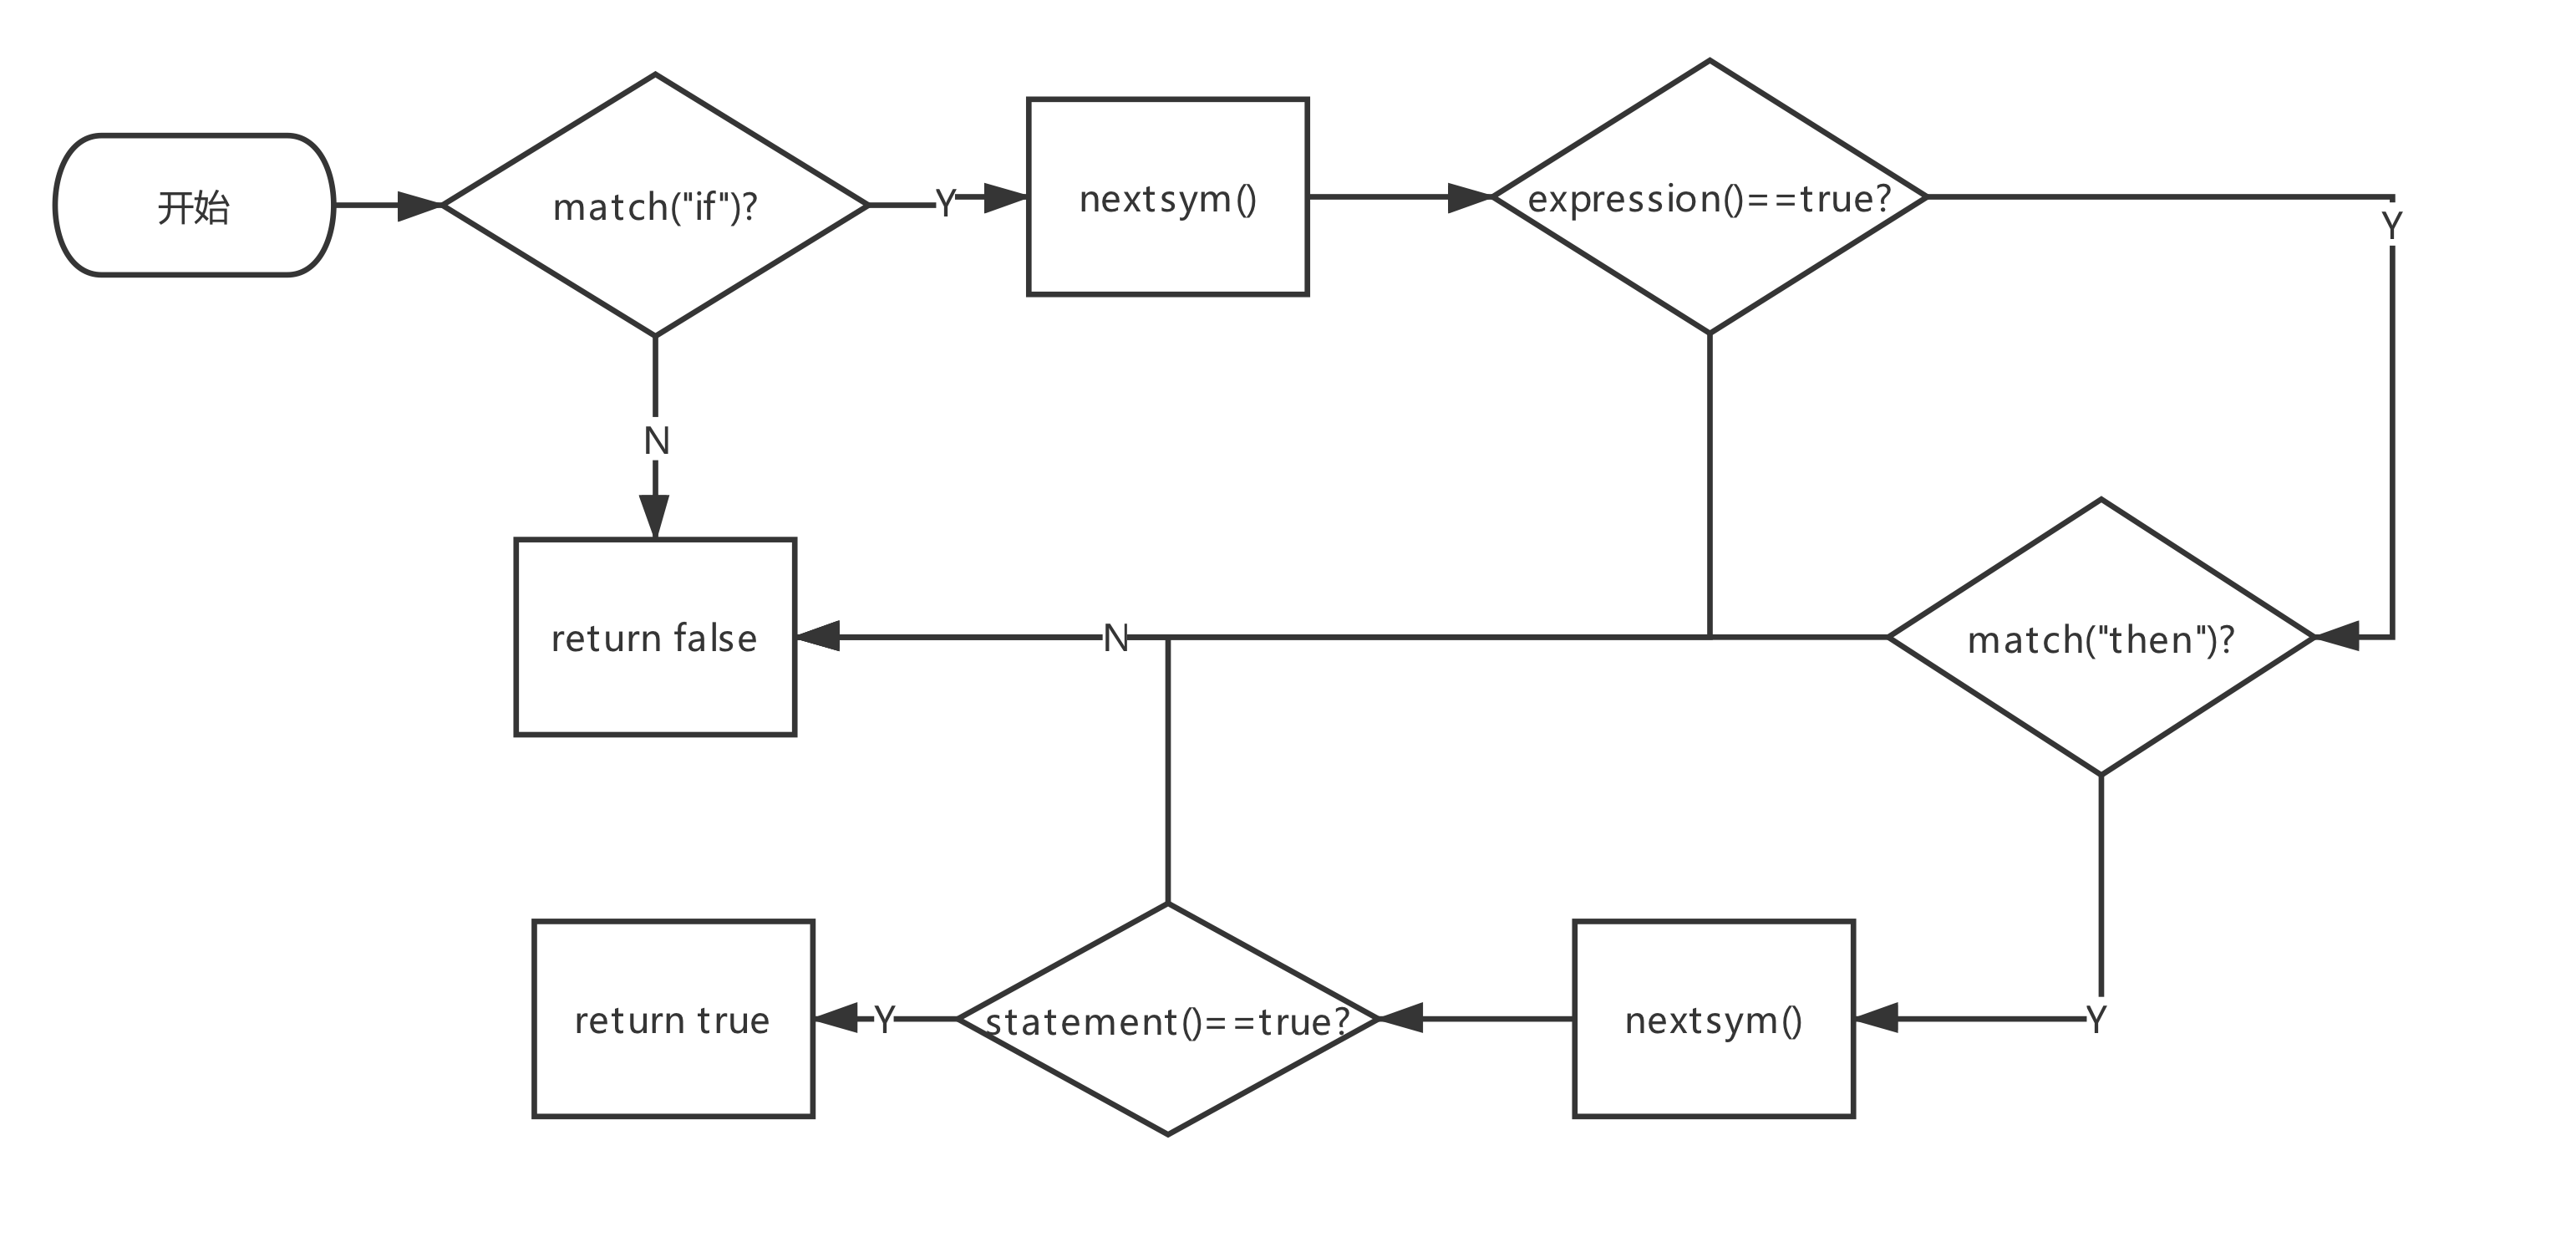 开始
match("if")?
Y
nextsym()
expression()==true?
Y
N
return false
N
match("then")?
return true
Y
statement()==true?
nextsym()
Y